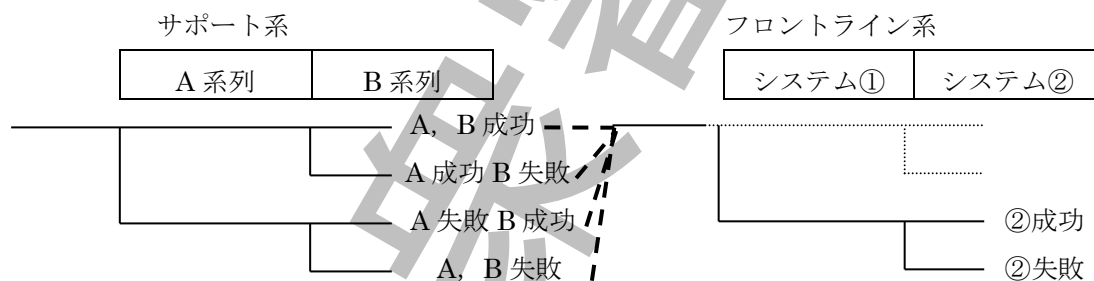 サポート系 フロントライン系
A 系列 B 系列 システム① システム②
A, B 成功
A 成功 B 失敗
A 失敗 B 成功 ②成功
A, B 失敗 ②失敗